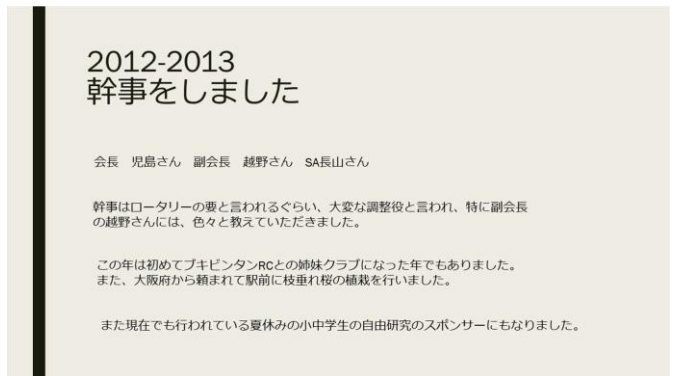 2012-2013
幹事をしました
会長　児島さん　副会長　越野さん　SA長山さん
幹事はロータリーの要と言われるぐらい、大変な調整役と言われ、特に副会長
の越野さんには、色々と教えていただきました。
この年は初めてブキビンタンRCとの姉妹クラブになった年でもありました。
また、大阪府から頼まれて駅前に枝垂れ桜の植栽を行いました。
また現在でも行われている夏休みの小中学生の自由研究のスポンサーにもなりました。